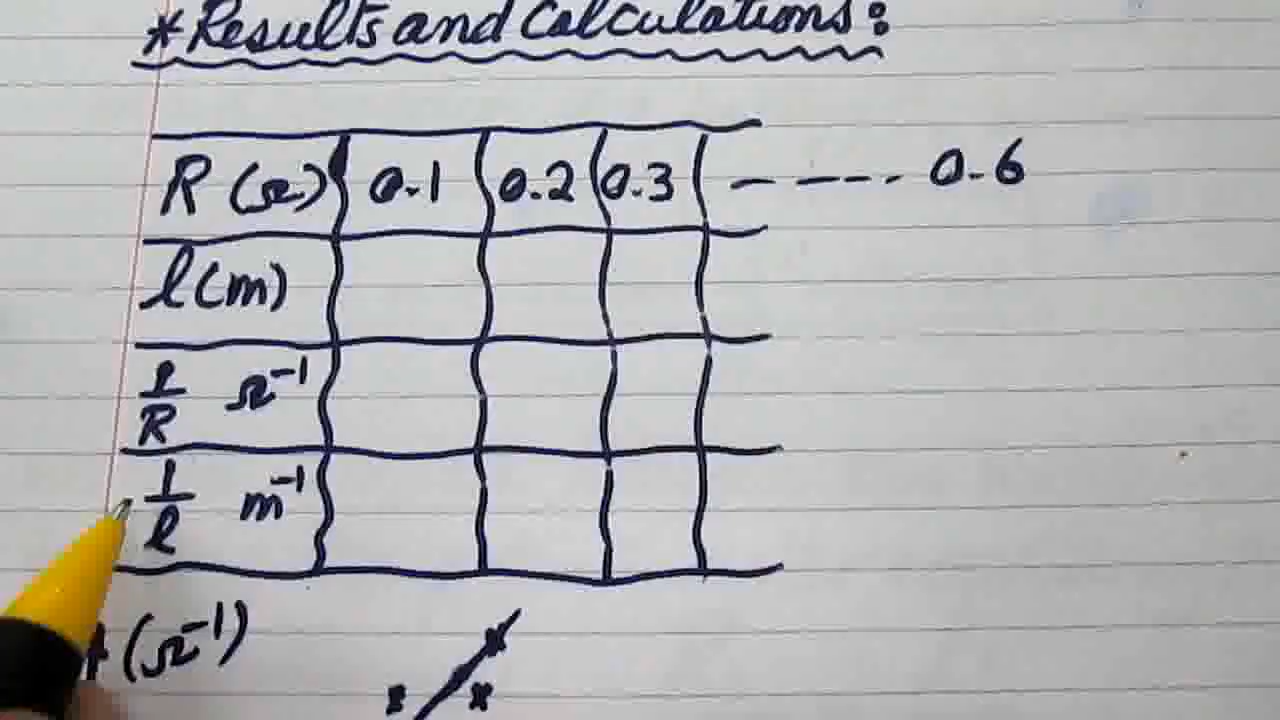 * Results and Calculations:
R (Ω) 0.1 0.2 0.3 - --- - 0.6
l (m)
1/R Ω⁻¹
1/l m⁻¹
(Ω⁻¹)